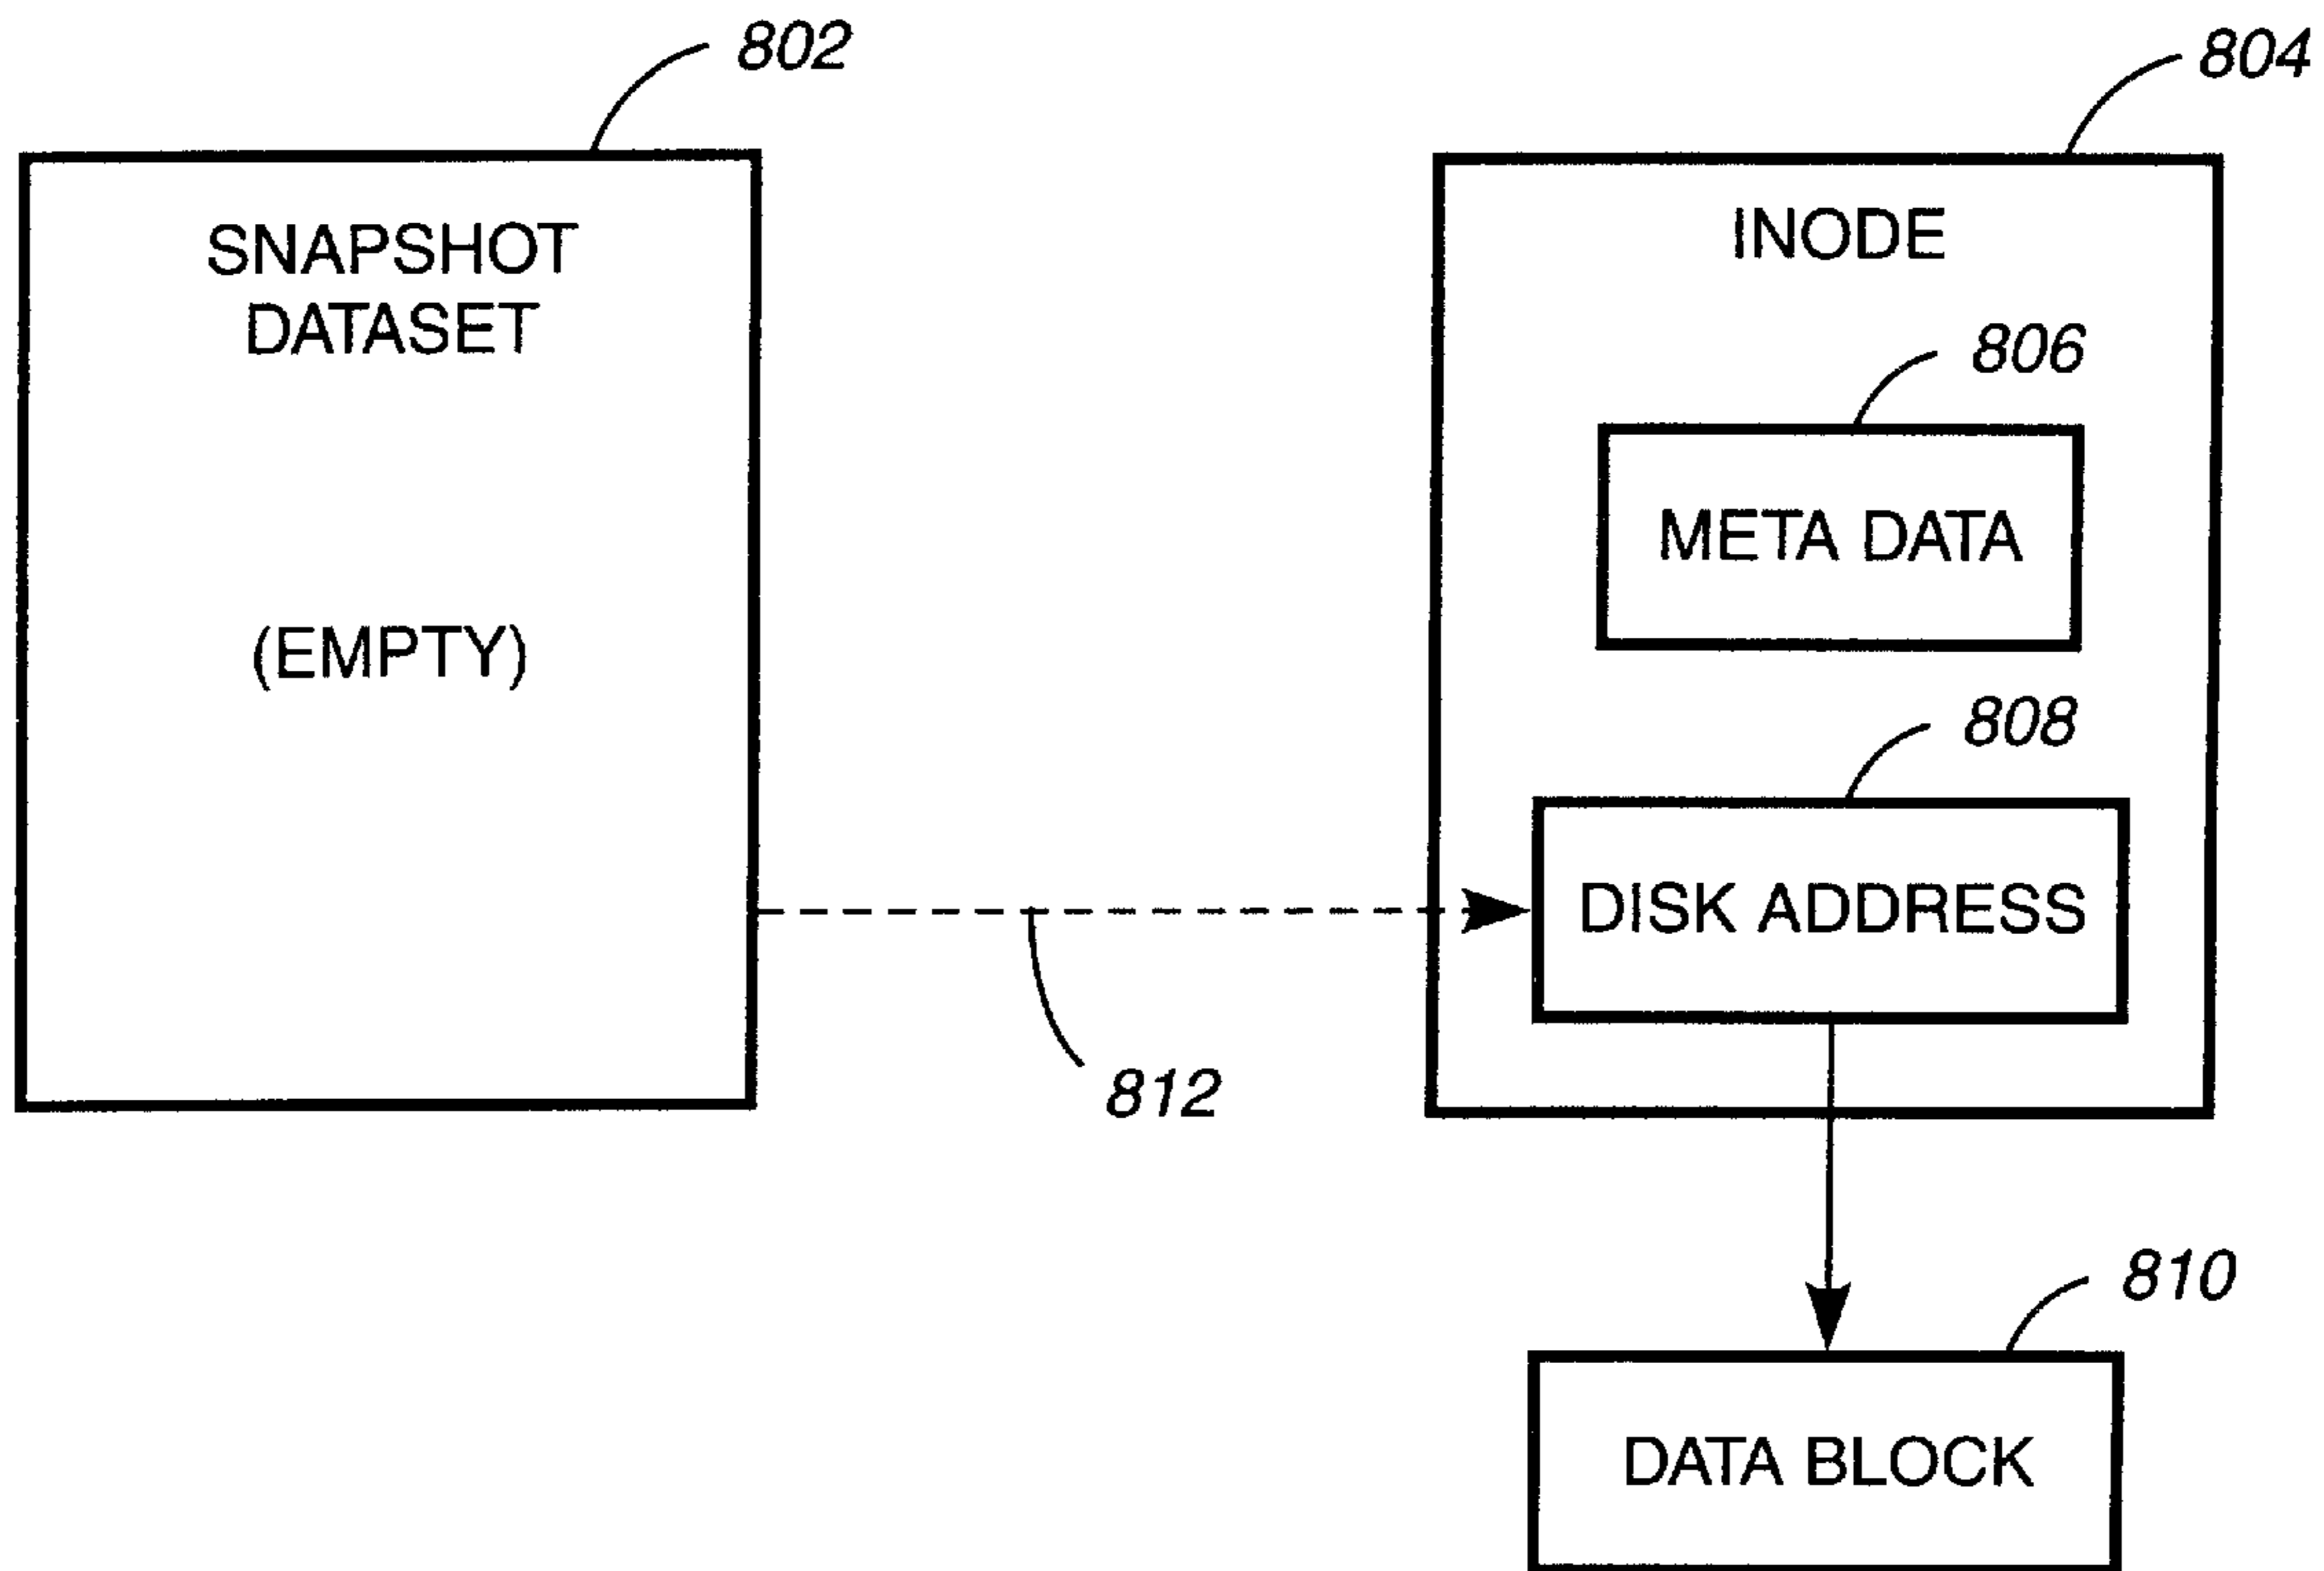 802
804
SNAPSHOT
DATASET
(EMPTY)
INODE
806
META DATA
808
DISK ADDRESS
812
810
DATA BLOCK